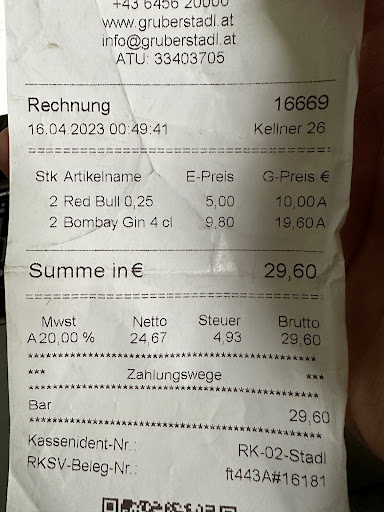 +43 6456 20000
www.gruberstadl.at
info@gruberstadl.at
ATU: 33403705
Rechnung 16669
16.04.2023 00:49:41 Kellner 26
Stk Artikelname E-Preis G-Preis €
2 Red Bull 0,25 5,00 10,00 A
2 Bombay Gin 4 cl 9,80 19,60 A
Summe in € 29,60
Mwst Netto Steuer Brutto
A 20,00 % 24,67 4,93 29,60
*** Zahlungswege ***
Bar 29,60
Kassenident-Nr.: RK-02-Stadl
RKSV-Beleg-Nr.: ft443A#16181